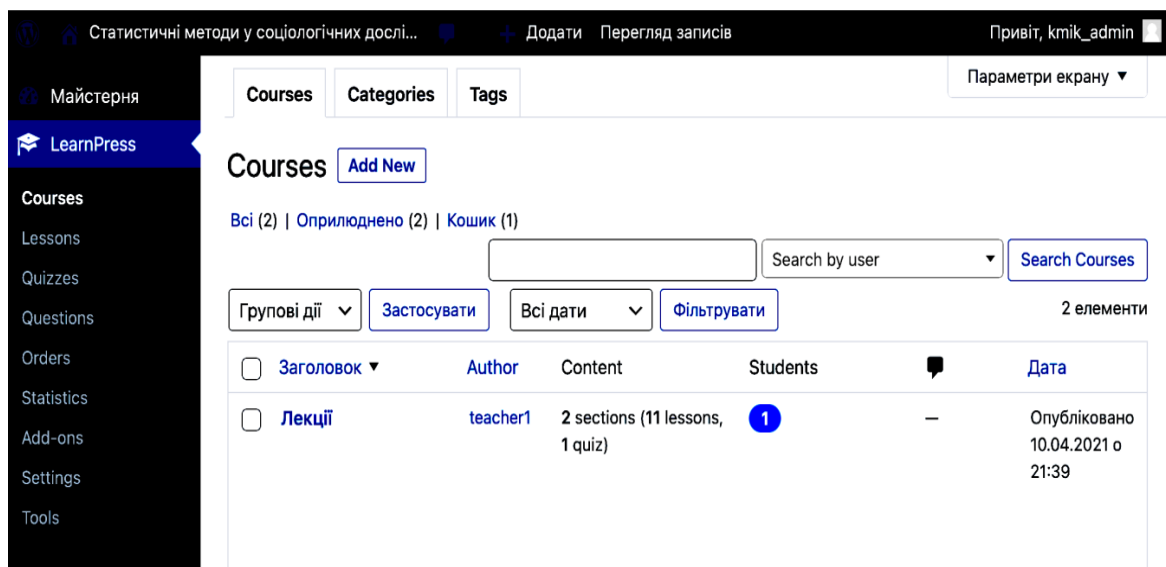 Статистичні методи у соціологічних дослі... Додати Перегляд записів Привіт, kmik_admin
Параметри екрану ▼
Майстерня
LearnPress
Courses
Lessons
Quizzes
Questions
Orders
Statistics
Add-ons
Settings
Tools
Courses Categories Tags
Courses Add New
Всі (2) | Оприлюднено (2) | Кошик (1)
Search by user Search Courses
Групові дії Застосувати Всі дати Фільтрувати 2 елементи
Заголовок ▼ Author Content Students Дата
Лекції teacher1 2 sections (11 lessons, 1 — Опубліковано
1 quiz) 10.04.2021 о
21:39